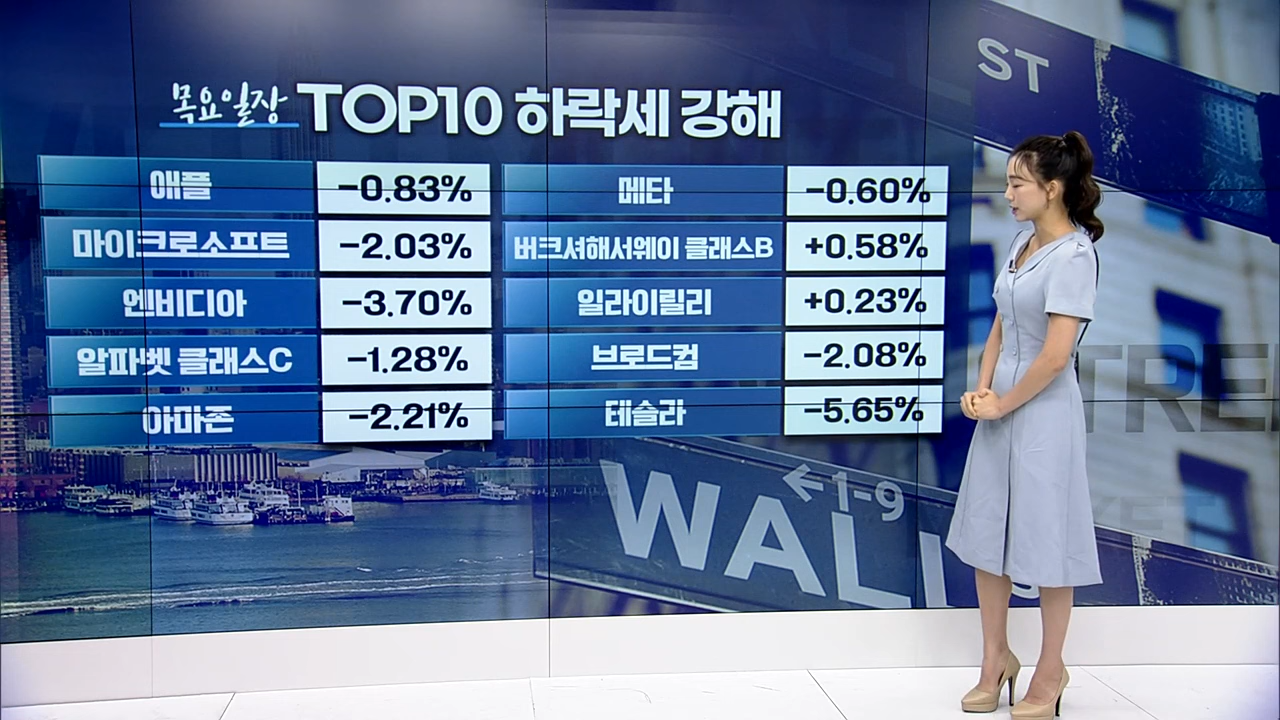 목요일장 TOP10 하락세 강해
애플 -0.83%
마이크로소프트 -2.03%
엔비디아 -3.70%
알파벳 클래스C -1.28%
아마존 -2.21%
메타 -0.60%
버크셔해서웨이 클래스B +0.58%
일라이릴리 +0.23%
브로드컴 -2.08%
테슬라 -5.65%
ST
←1-9
WALL